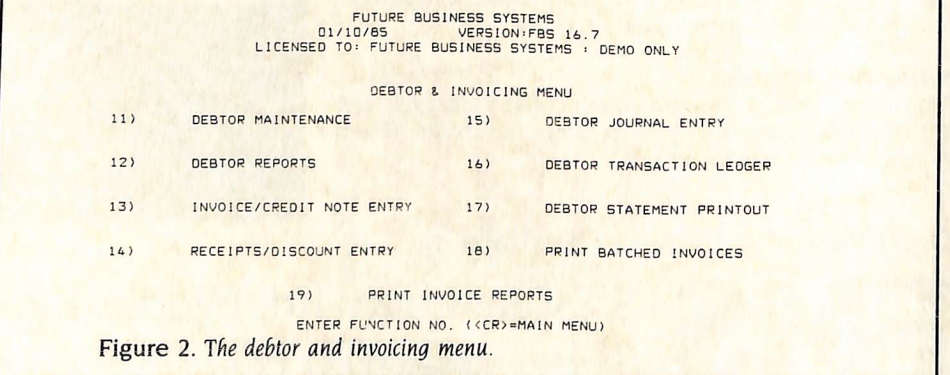 FUTURE BUSINESS SYSTEMS
01/10/85 VERSION:FBS 16.7
LICENSED TO: FUTURE BUSINESS SYSTEMS : DEMO ONLY
DEBTOR & INVOICING MENU
11) DEBTOR MAINTENANCE 15) DEBTOR JOURNAL ENTRY
12) DEBTOR REPORTS 16) DEBTOR TRANSACTION LEDGER
13) INVOICE/CREDIT NOTE ENTRY 17) DEBTOR STATEMENT PRINTOUT
14) RECEIPTS/DISCOUNT ENTRY 18) PRINT BATCHED INVOICES
19) PRINT INVOICE REPORTS
ENTER FUNCTION NO. (<CR>=MAIN MENU)
Figure 2. The debtor and invoicing menu.